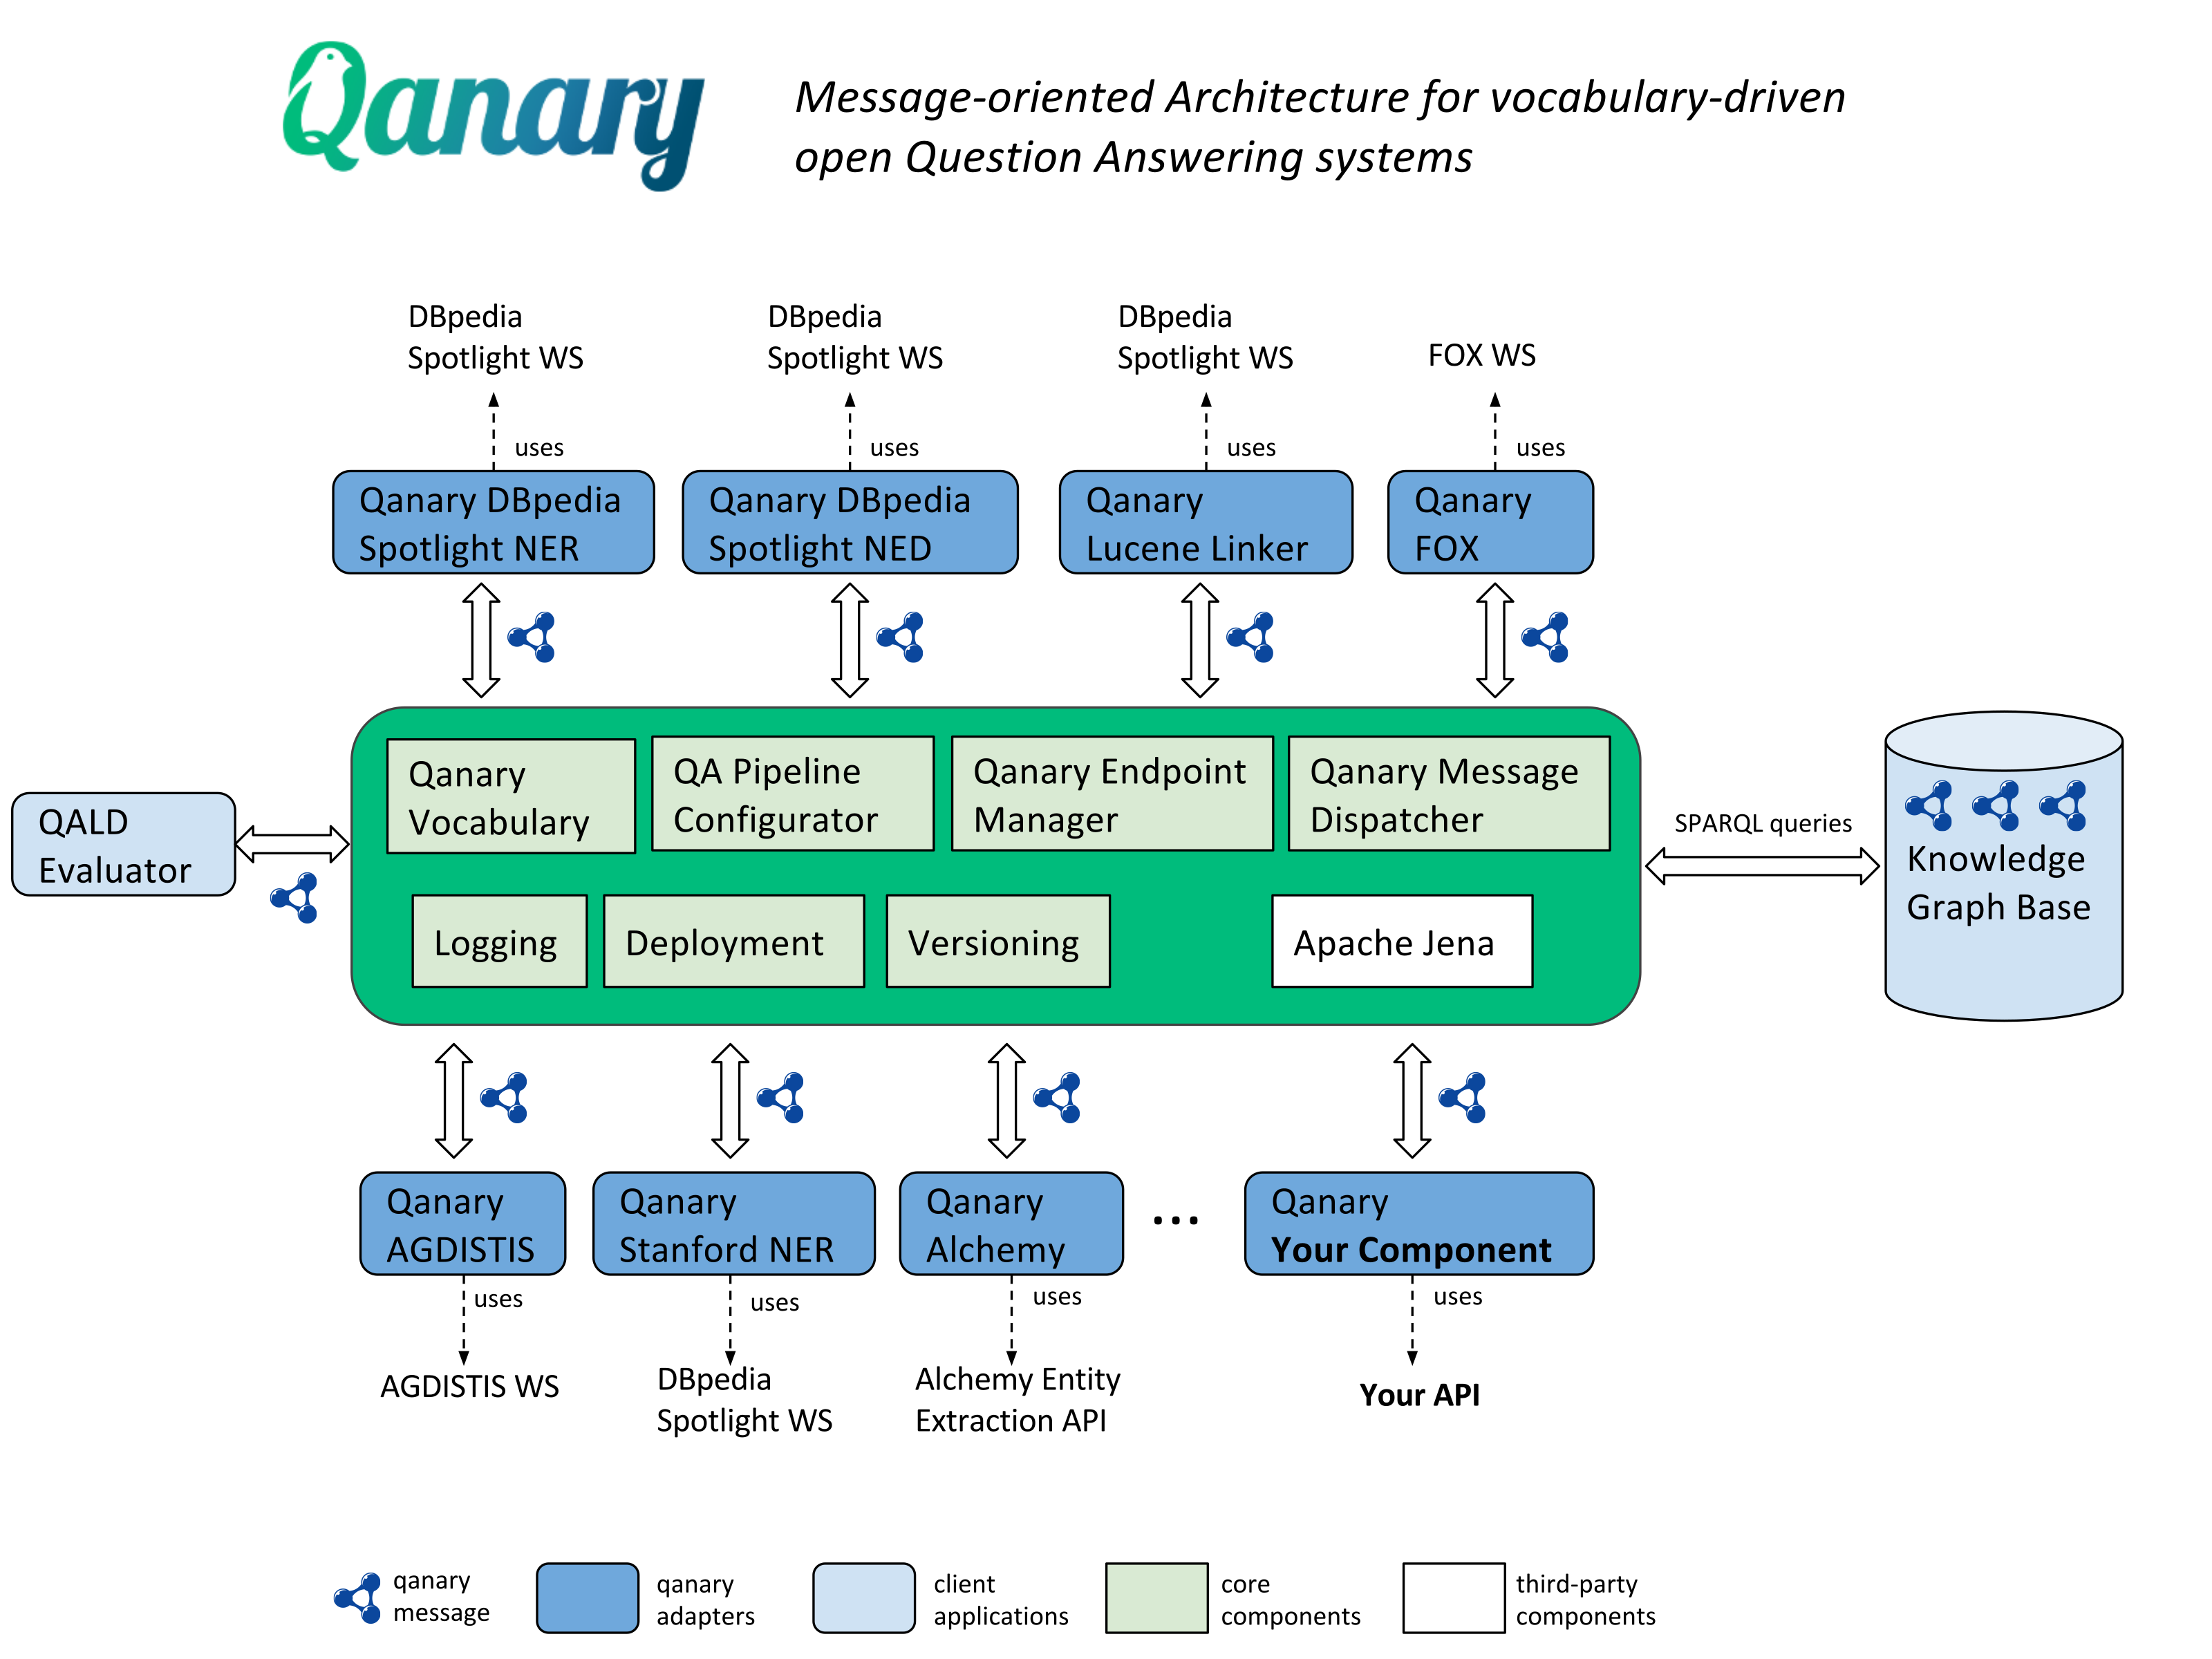 Qanary
Message-oriented Architecture for vocabulary-driven
open Question Answering systems
DBpedia
Spotlight WS
DBpedia
Spotlight WS
DBpedia
Spotlight WS
FOX WS
uses
uses
uses
uses
Qanary DBpedia
Spotlight NER
Qanary DBpedia
Spotlight NED
Qanary
Lucene Linker
Qanary
FOX
QALD
Evaluator
Qanary
Vocabulary
QA Pipeline
Configurator
Qanary Endpoint
Manager
Qanary Message
Dispatcher
Logging
Deployment
Versioning
Apache Jena
SPARQL queries
Knowledge
Graph Base
Qanary
AGDISTIS
Qanary
Stanford NER
Qanary
Alchemy
...
Qanary
Your Component
uses
uses
uses
uses
AGDISTIS WS
DBpedia
Spotlight WS
Alchemy Entity
Extraction API
Your API
qanary
message
qanary
adapters
client
applications
core
components
third-party
components